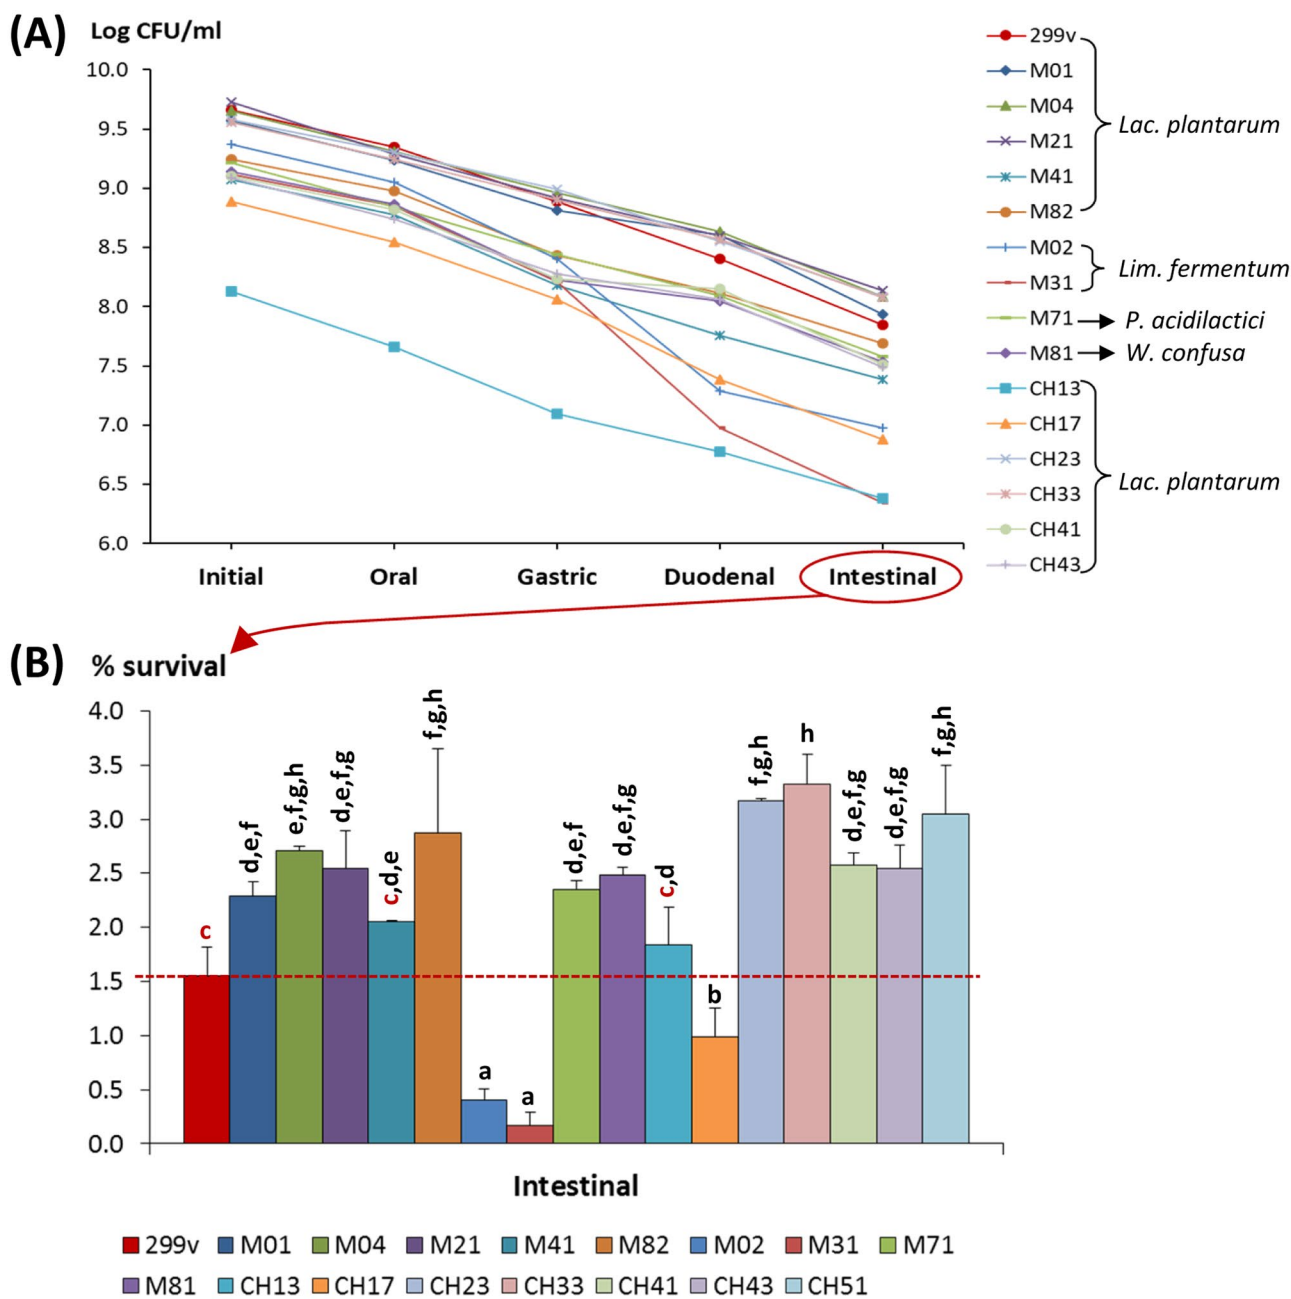 (A) Log CFU/ml
10.0
9.5
9.0
8.5
8.0
7.5
7.0
6.5
6.0
Initial Oral Gastric Duodenal Intestinal
299v
M01
M04
M21
M41
M82
M02
M31
M71
M81
CH13
CH17
CH23
CH33
CH41
CH43
Lac. plantarum
Lim. fermentum
P. acidilactici
W. confusa
Lac. plantarum
(B) % survival
4.0
3.5
3.0
2.5
2.0
1.5
1.0
0.5
0.0
c
d,e,f
e,f,g,h
d,e,f,g
c,d,e
f,g,h
a
a
d,e,f
d,e,f,g
c,d
b
f,g,h
h
d,e,f,g
d,e,f,g
f,g,h
Intestinal
299v M01 M04 M21 M41 M82 M02 M31 M71
M81 CH13 CH17 CH23 CH33 CH41 CH43 CH51